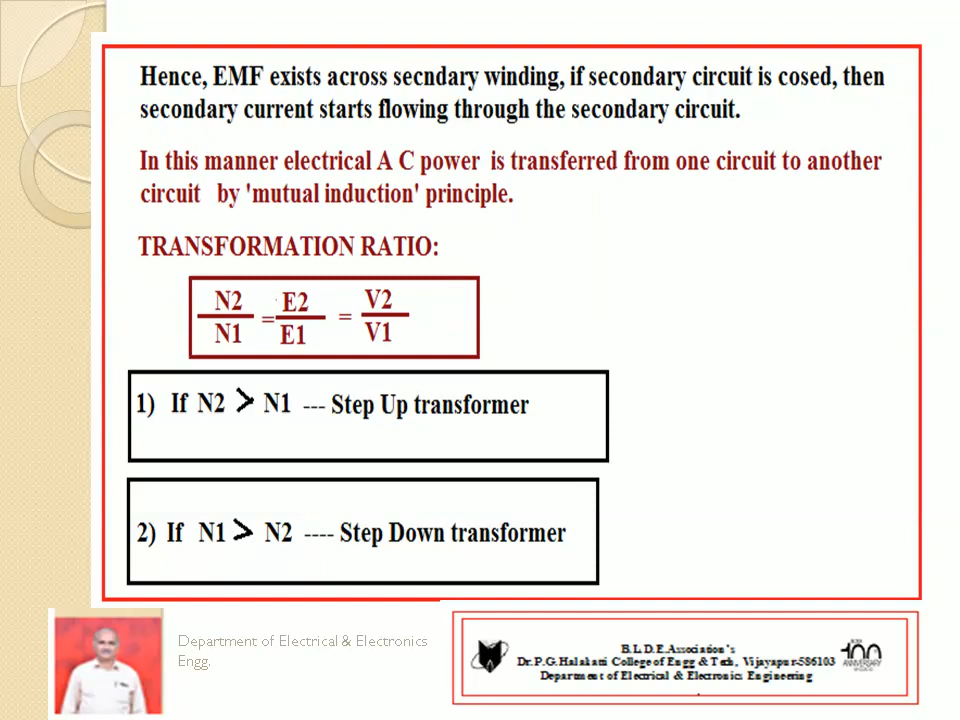 Hence, EMF exists across secndary winding, if secondary circuit is cosed, then
secondary current starts flowing through the secondary circuit.
In this manner electrical A C power is transferred from one circuit to another
circuit by 'mutual induction' principle.
TRANSFORMATION RATIO:
N2/N1 = E2/E1 = V2/V1
1) If N2 > N1 --- Step Up transformer
2) If N1 > N2 ---- Step Down transformer
Department of Electrical & Electronics
Engg.
B.L.D.E.Association's
Dr.P.G.Halakatti College of Engg & Tech, Vijayapur-586103
Department of Electrical & Electronics Engineering
100
ANNIVERSARY